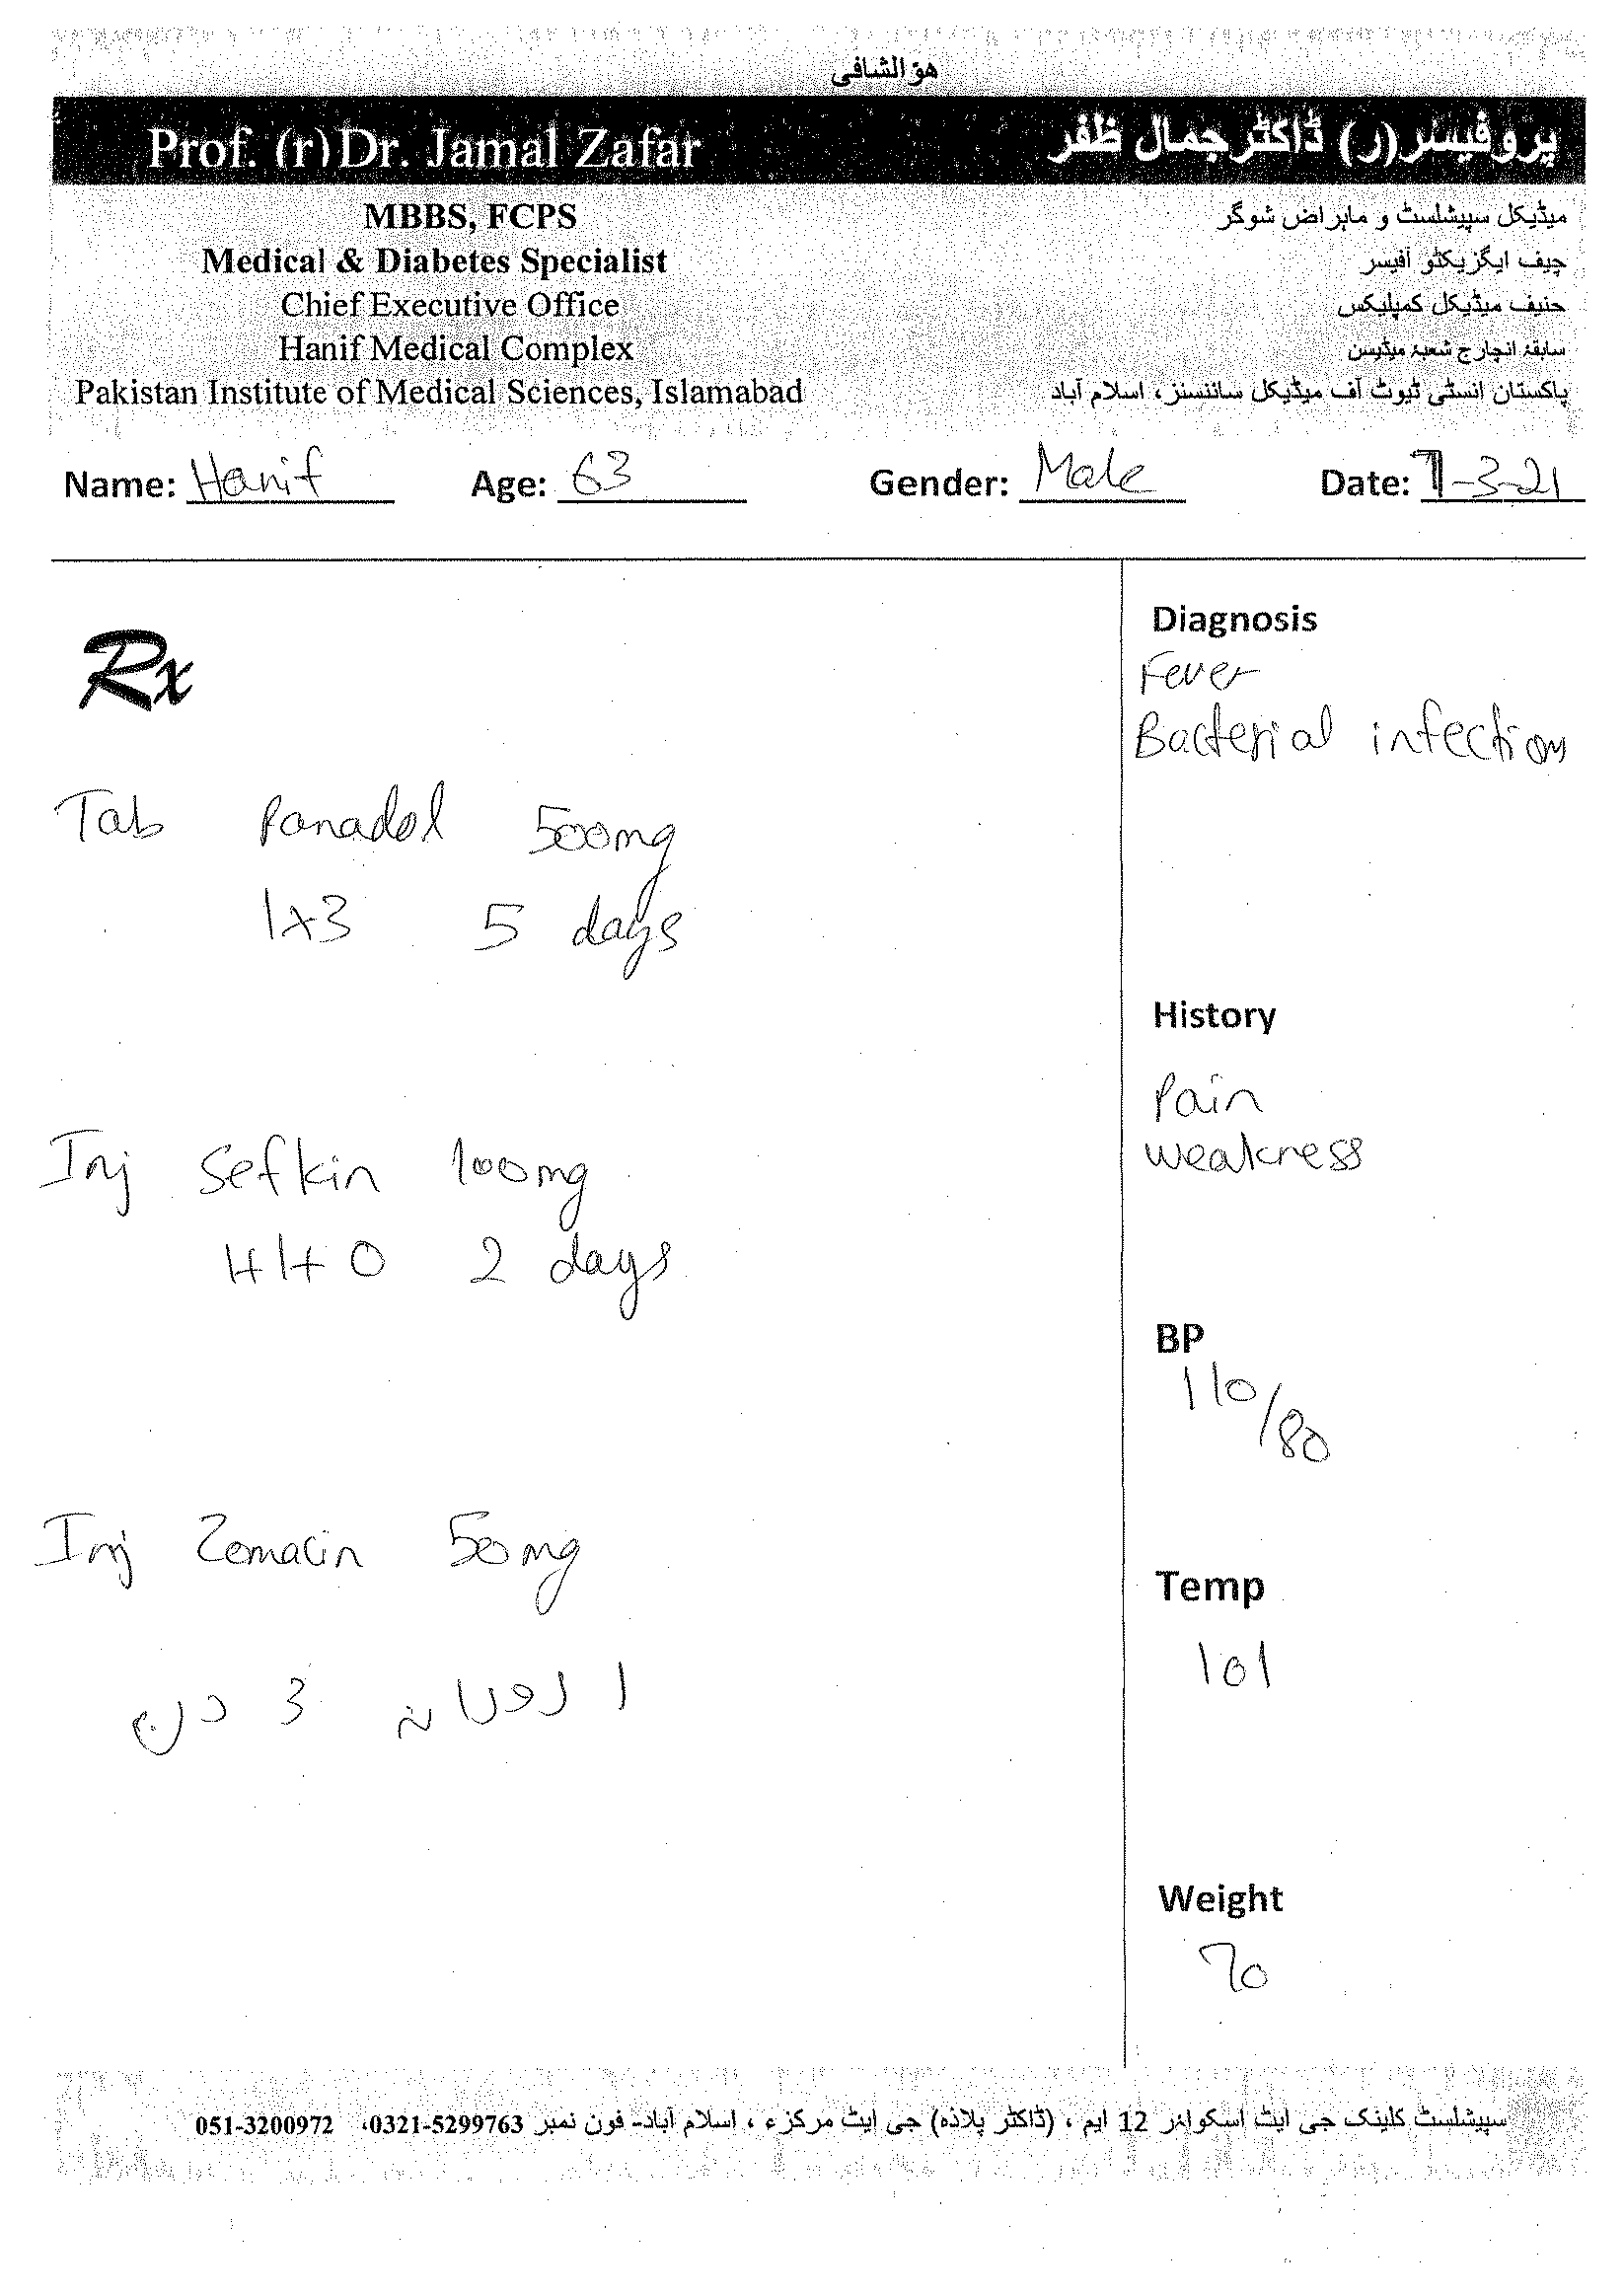 هو الشافی
Prof. (r) Dr. Jamal Zafar
پروفیسر(ر) ڈاکٹر جمال ظفر
MBBS, FCPS
میڈیکل سپیشلسٹ و ماہر اض شوگر
Medical & Diabetes Specialist
چیف ایگزیکٹو آفیسر
Chief Executive Office
حنیف میڈیکل کمپلیکس
Hanif Medical Complex
سابقہ انچارج شعبہ میڈیسن
Pakistan Institute of Medical Sciences, Islamabad
پاکستان انسٹی ٹیوٹ آف میڈیکل سائنسز، اسلام آباد
Name: Hanif Age: 63 Gender: Male Date: 7-3-21
Rx
Tab Panadol 500mg
1x3 5 days
Inj Sefkin 100mg
1+1+0 2 days
Inj Zemacin 50mg
1 روزانہ 3 دن
Diagnosis
Fever
Bacterial infection
History
Pain
weakness
BP
110/80
Temp
101
Weight
70
سپیشلسٹ کلینک جی ایٹ اسکوائر 12 ایم ، (ڈاکٹر پلاذہ) جی ایٹ مرکزء ، اسلام آباد- فون نمبر 0321-5299763، 051-3200972